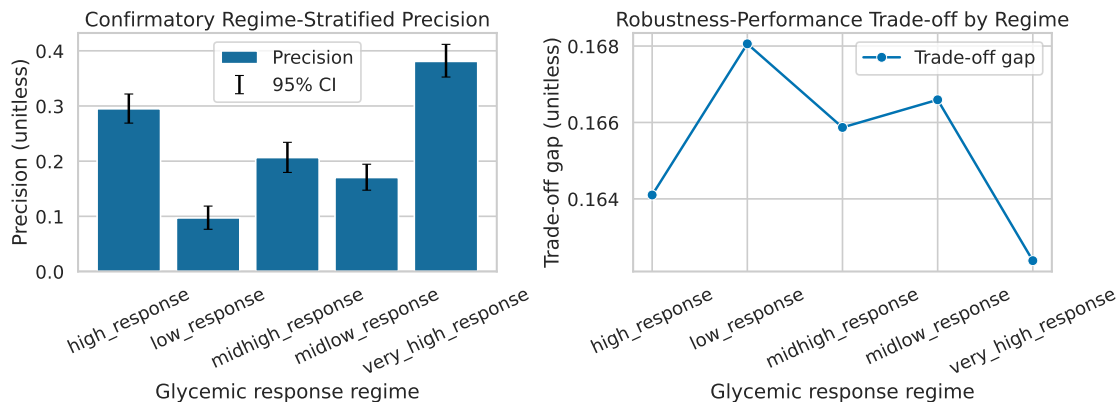 Confirmatory Regime-Stratified Precision
Precision (unitless)
0.4
0.3
0.2
0.1
0.0
Precision
95% CI
high_response
low_response
midhigh_response
midlow_response
very_high_response
Glycemic response regime
Robustness-Performance Trade-off by Regime
Trade-off gap (unitless)
0.168
0.166
0.164
Trade-off gap
high_response
low_response
midhigh_response
midlow_response
very_high_response
Glycemic response regime